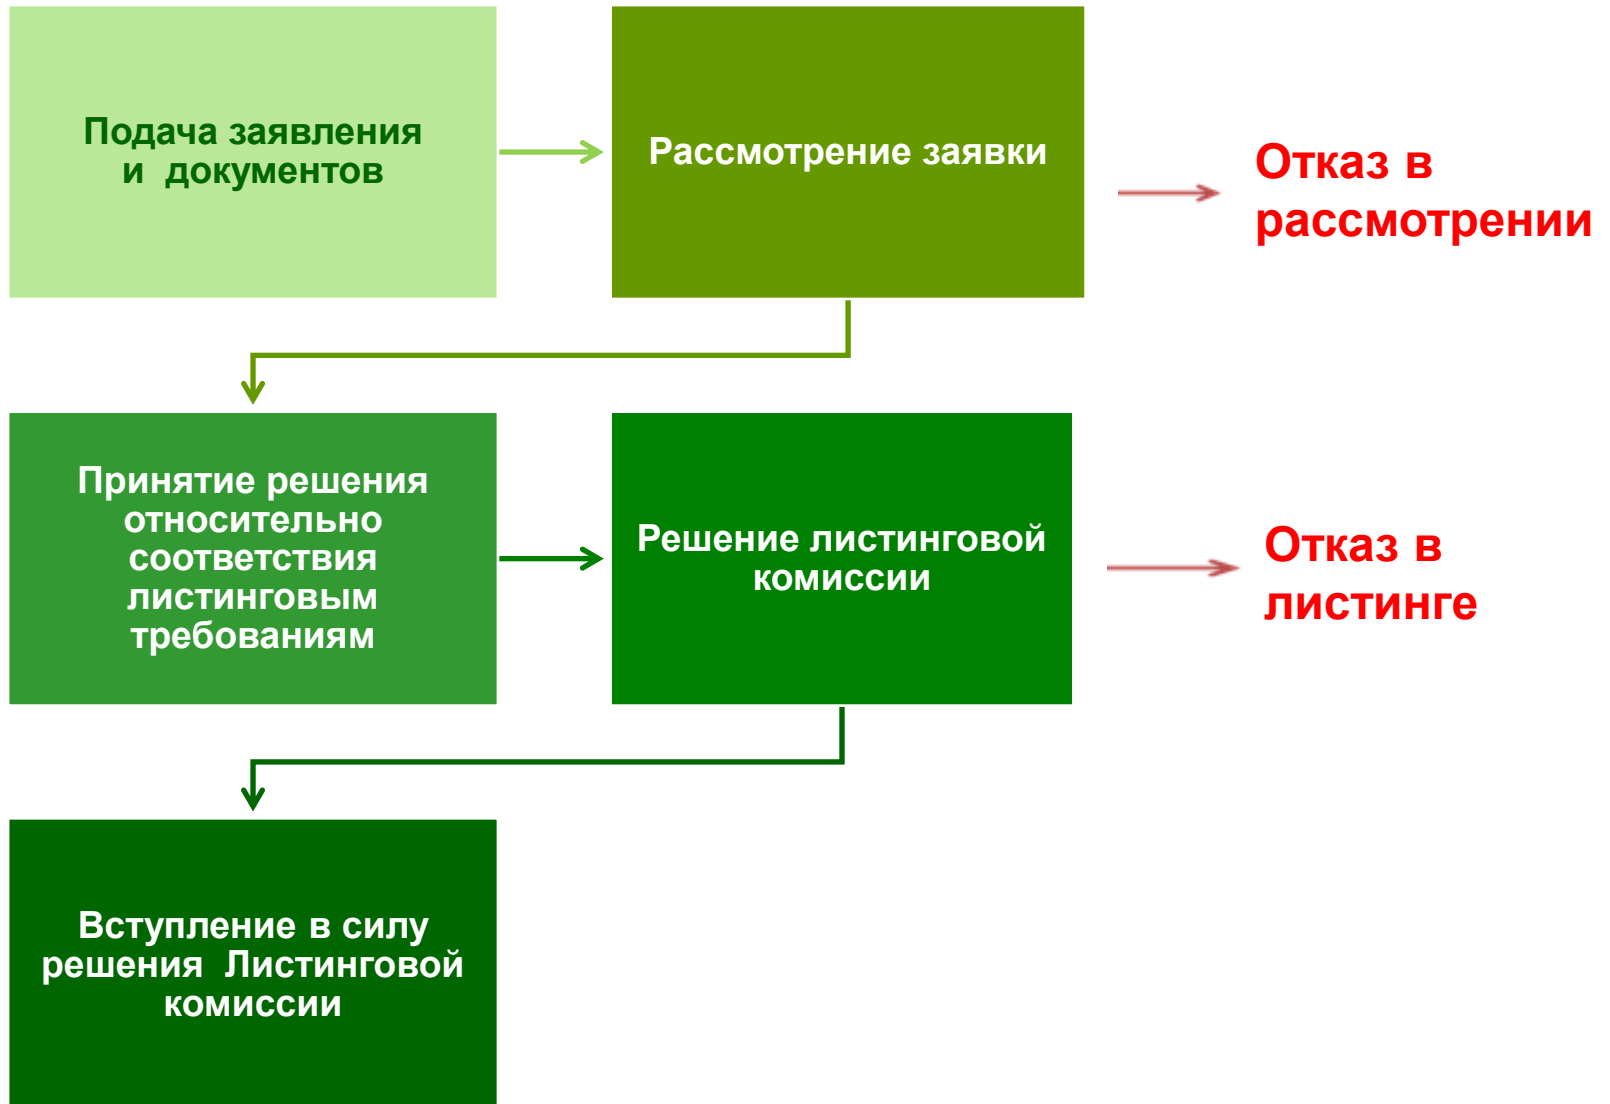 Подача заявления
и  документов
Рассмотрение заявки
Отказ в
рассмотрении
Принятие решения
относительно
соответствия
листинговым
требованиям
Решение листинговой
комиссии
Отказ в
листинге
Вступление в силу
решения  Листинговой
комиссии